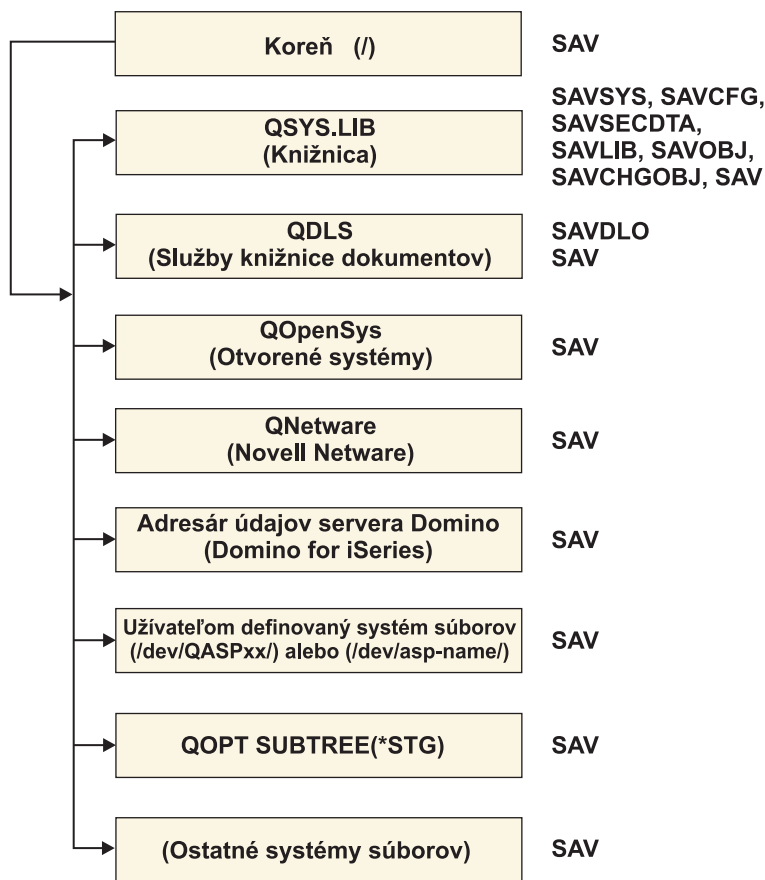 Koreň (/)
SAV
QSYS.LIB
(Knižnica)
SAVSYS, SAVCFG,
SAVSECDTA,
SAVLIB, SAVOBJ,
SAVCHGOBJ, SAV
QDLS
(Služby knižnice dokumentov)
SAVDLO
SAV
QOpenSys
(Otvorené systémy)
SAV
QNetware
(Novell Netware)
SAV
Adresár údajov servera Domino
(Domino for iSeries)
SAV
Užívateľom definovaný systém súborov
(/dev/QASPxx/) alebo (/dev/asp-name/)
SAV
QOPT SUBTREE(*STG)
SAV
(Ostatné systémy súborov)
SAV